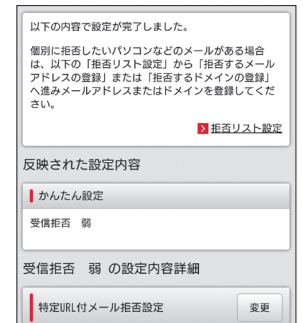 以下の内容で設定が完了しました。
個別に拒否したいパソコンなどのメールがある場合
は、以下の「拒否リスト設定」から「拒否するメール
アドレスの登録」または「拒否するドメインの登録」
へ進みメールアドレスまたはドメインを登録してくだ
さい。
拒否リスト設定
反映された設定内容
かんたん設定
受信拒否 弱
受信拒否 弱 の設定内容詳細
特定URL付メール拒否設定
変更